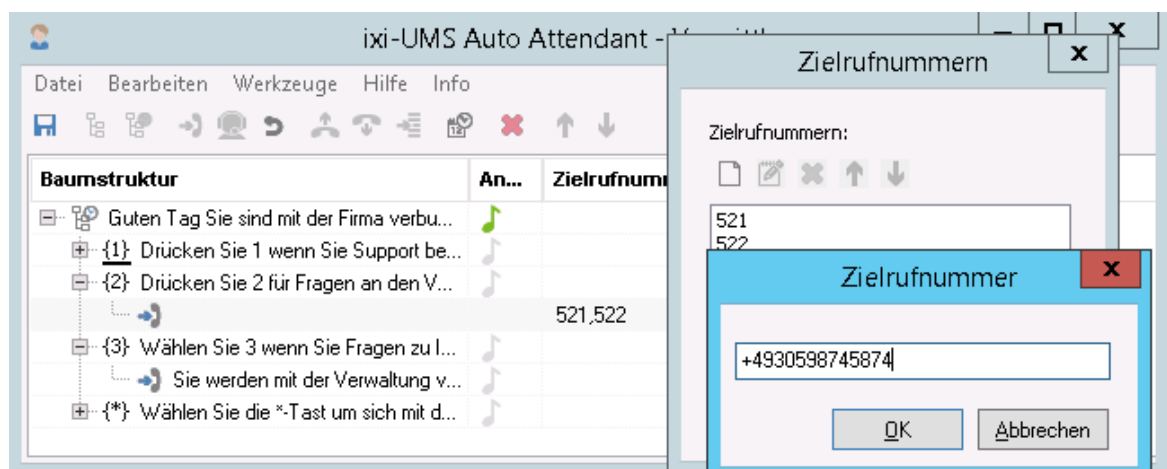 ixi-UMS Auto Attendant -
Datei Bearbeiten Werkzeuge Hilfe Info
Baumstruktur An... Zielrufnum
Guten Tag Sie sind mit der Firma verbu...
{1} Drücken Sie 1 wenn Sie Support be...
{2} Drücken Sie 2 für Fragen an den V...
521,522
{3} Wählen Sie 3 wenn Sie Fragen zu I...
Sie werden mit der Verwaltung v...
{*} Wählen Sie die *-Tast um sich mit d...
Zielrufnummern
x
Zielrufnummern:
521
522
Zielrufnummer
x
+4930598745874
OK Abbrechen